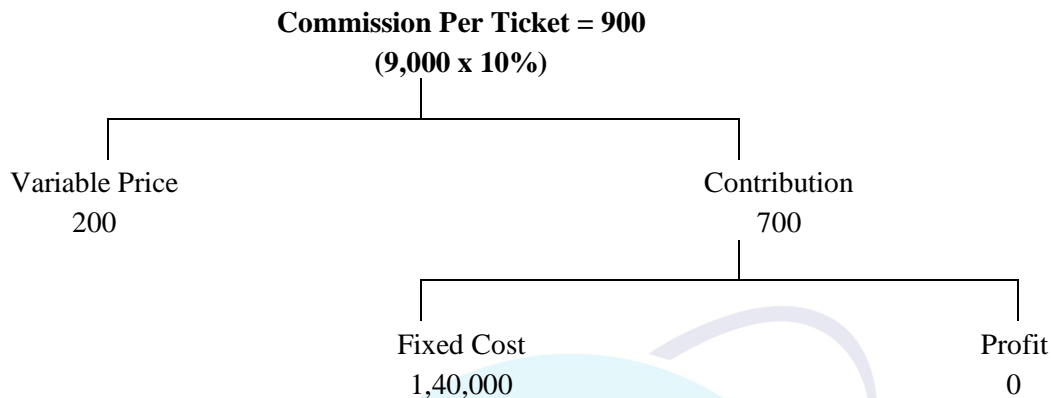 Commission Per Ticket = 900
(9,000 x 10%)
Variable Price
200
Contribution
700
Fixed Cost
1,40,000
Profit
0